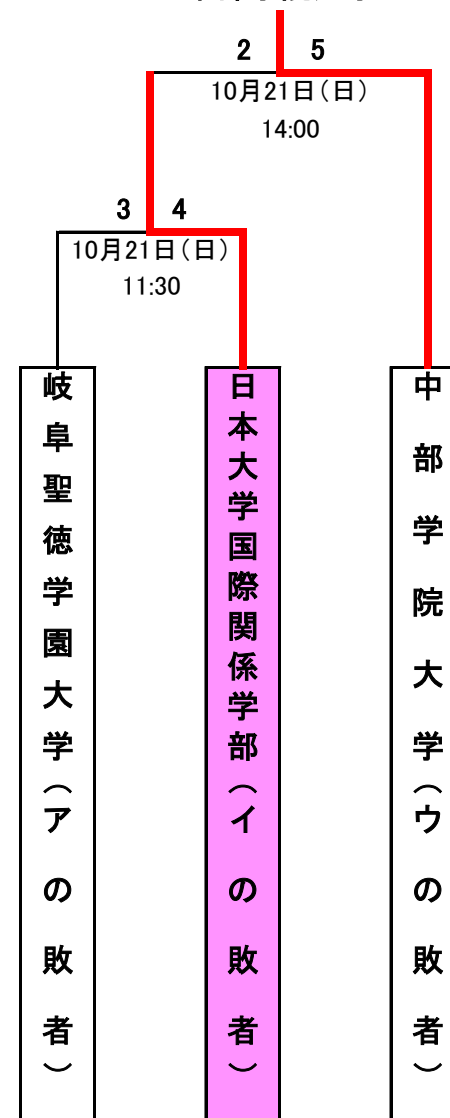 2 5
10月21日（日）
14:00
3 4
10月21日（日）
11:30
岐阜聖徳学園大学（アの敗者）
日本大学国際関係学部（イの敗者）
中部学院大学（ウの敗者）